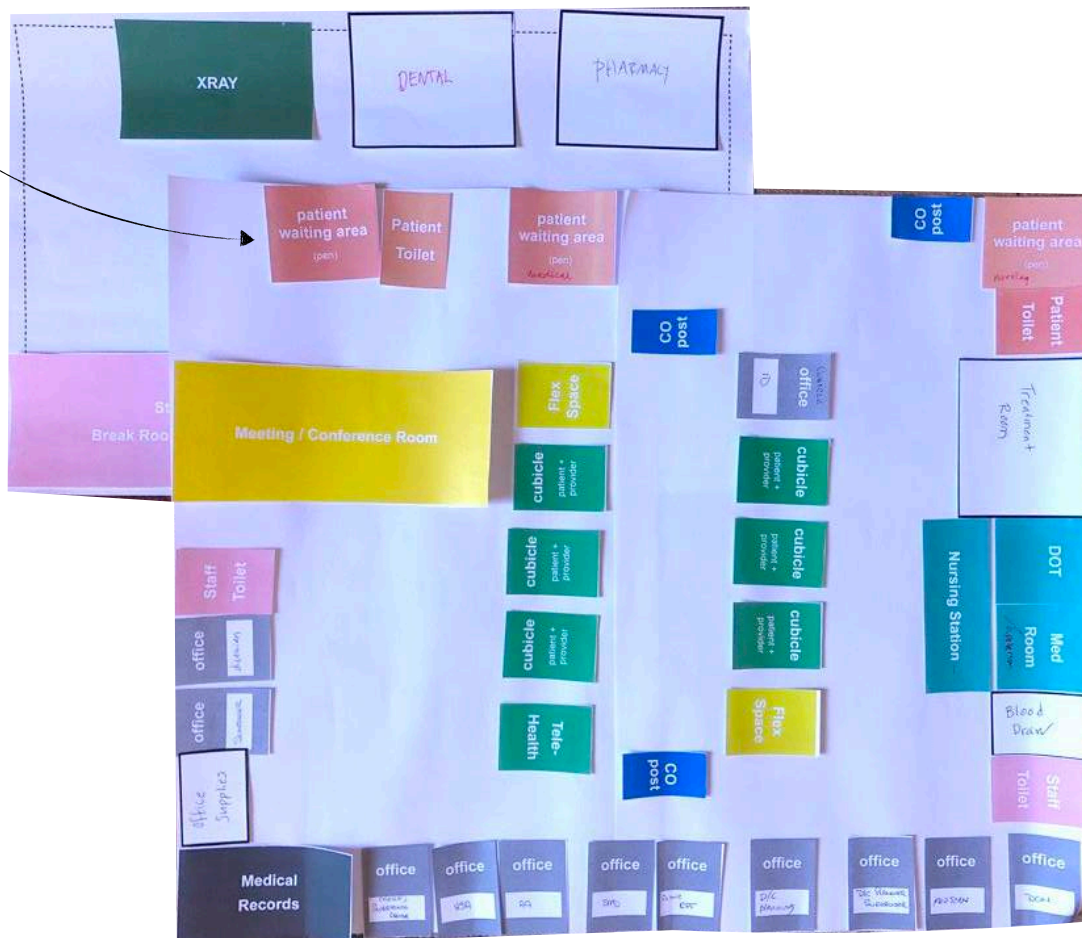 XRAY
DENTAL
PHARMACY
patient
waiting area
(pen)
Patient
Toilet
patient
waiting area
(pen)
medical
CO
post
patient
waiting area
(pen)
nursing
Patient
Toilet
CO
post
St
Break Roo
Meeting / Conference Room
Flex
Space
office
ID
Treatment
Room
cubicle
patient +
provider
cubicle
patient +
provider
cubicle
patient +
provider
cubicle
patient +
provider
cubicle
patient +
provider
cubicle
patient +
provider
Nursing Station
DOT
Med
Room
Staff
Toilet
office
office
Tele-
Health
Flex
Space
Blood
Draw
CO
post
Staff
Toilet
Office
Supplies
Medical
Records
office
office
office
office
office
office
D/C
PLANNING
office
office
office